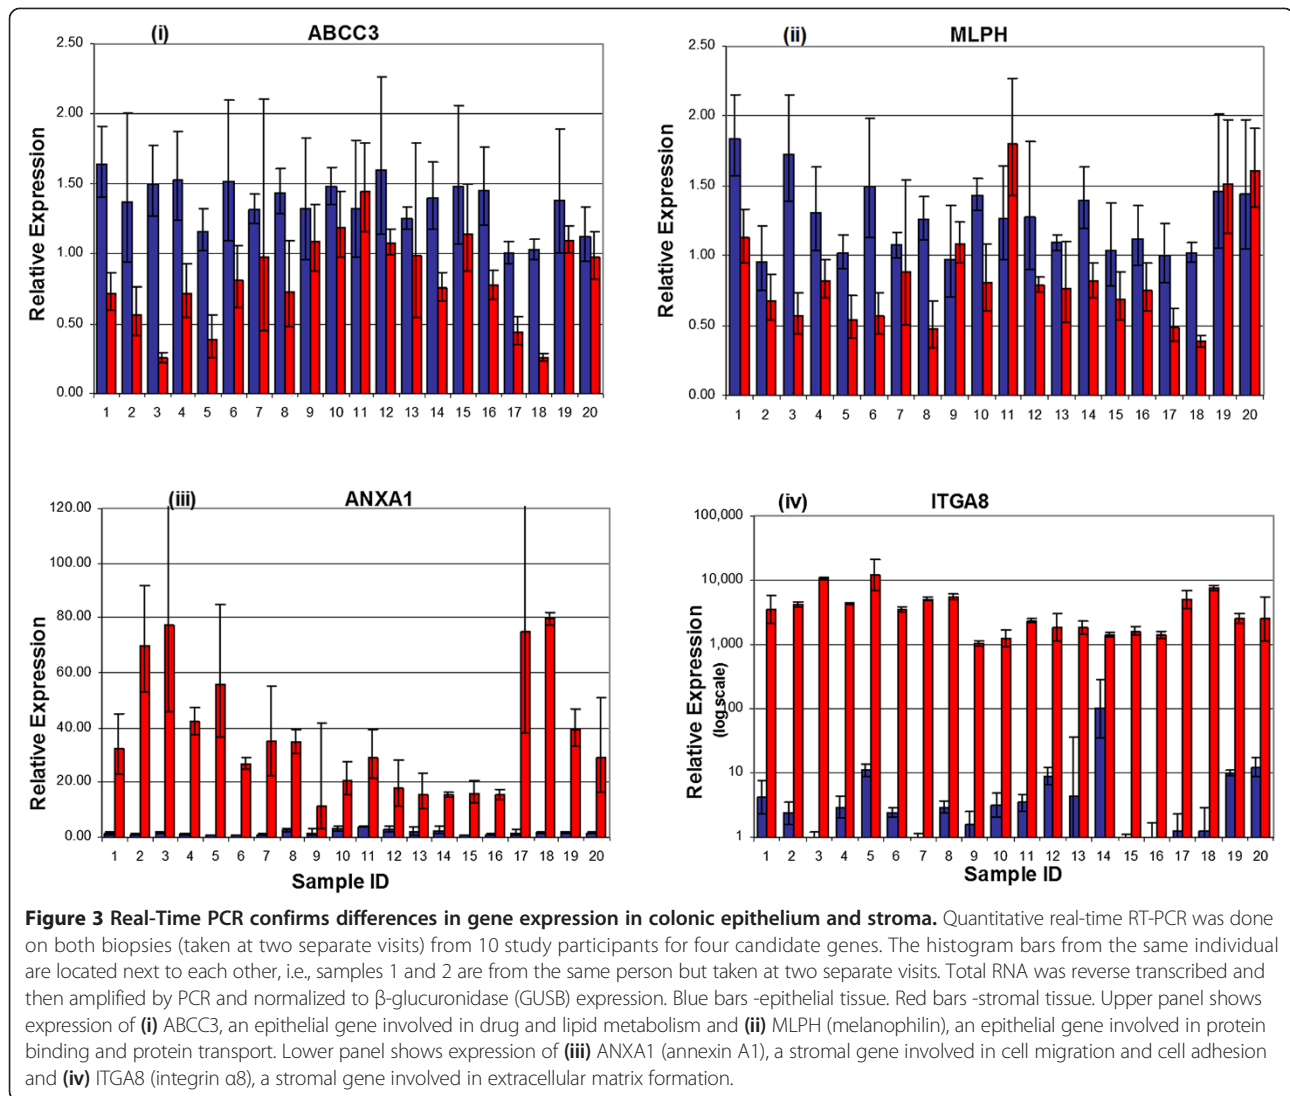 (i) ABCC3
2.50
2.00
1.50
1.00
0.50
0.00
Relative Expression
1 2 3 4 5 6 7 8 9 10 11 12 13 14 15 16 17 18 19 20
(ii) MLPH
2.50
2.00
1.50
1.00
0.50
0.00
Relative Expression
1 2 3 4 5 6 7 8 9 10 11 12 13 14 15 16 17 18 19 20
(iii) ANXA1
120.00
100.00
80.00
60.00
40.00
20.00
0.00
Relative Expression
1 2 3 4 5 6 7 8 9 10 11 12 13 14 15 16 17 18 19 20
Sample ID
(iv) ITGA8
100,000
10,000
1,000
100
10
1
Relative Expression
(log scale)
1 2 3 4 5 6 7 8 9 10 11 12 13 14 15 16 17 18 19 20
Sample ID
Figure 3 Real-Time PCR confirms differences in gene expression in colonic epithelium and stroma. Quantitative real-time RT-PCR was done
on both biopsies (taken at two separate visits) from 10 study participants for four candidate genes. The histogram bars from the same individual
are located next to each other, i.e., samples 1 and 2 are from the same person but taken at two separate visits. Total RNA was reverse transcribed and
then amplified by PCR and normalized to β-glucuronidase (GUSB) expression. Blue bars -epithelial tissue. Red bars -stromal tissue. Upper panel shows
expression of (i) ABCC3, an epithelial gene involved in drug and lipid metabolism and (ii) MLPH (melanophilin), an epithelial gene involved in protein
binding and protein transport. Lower panel shows expression of (iii) ANXA1 (annexin A1), a stromal gene involved in cell migration and cell adhesion
and (iv) ITGA8 (integrin α8), a stromal gene involved in extracellular matrix formation.